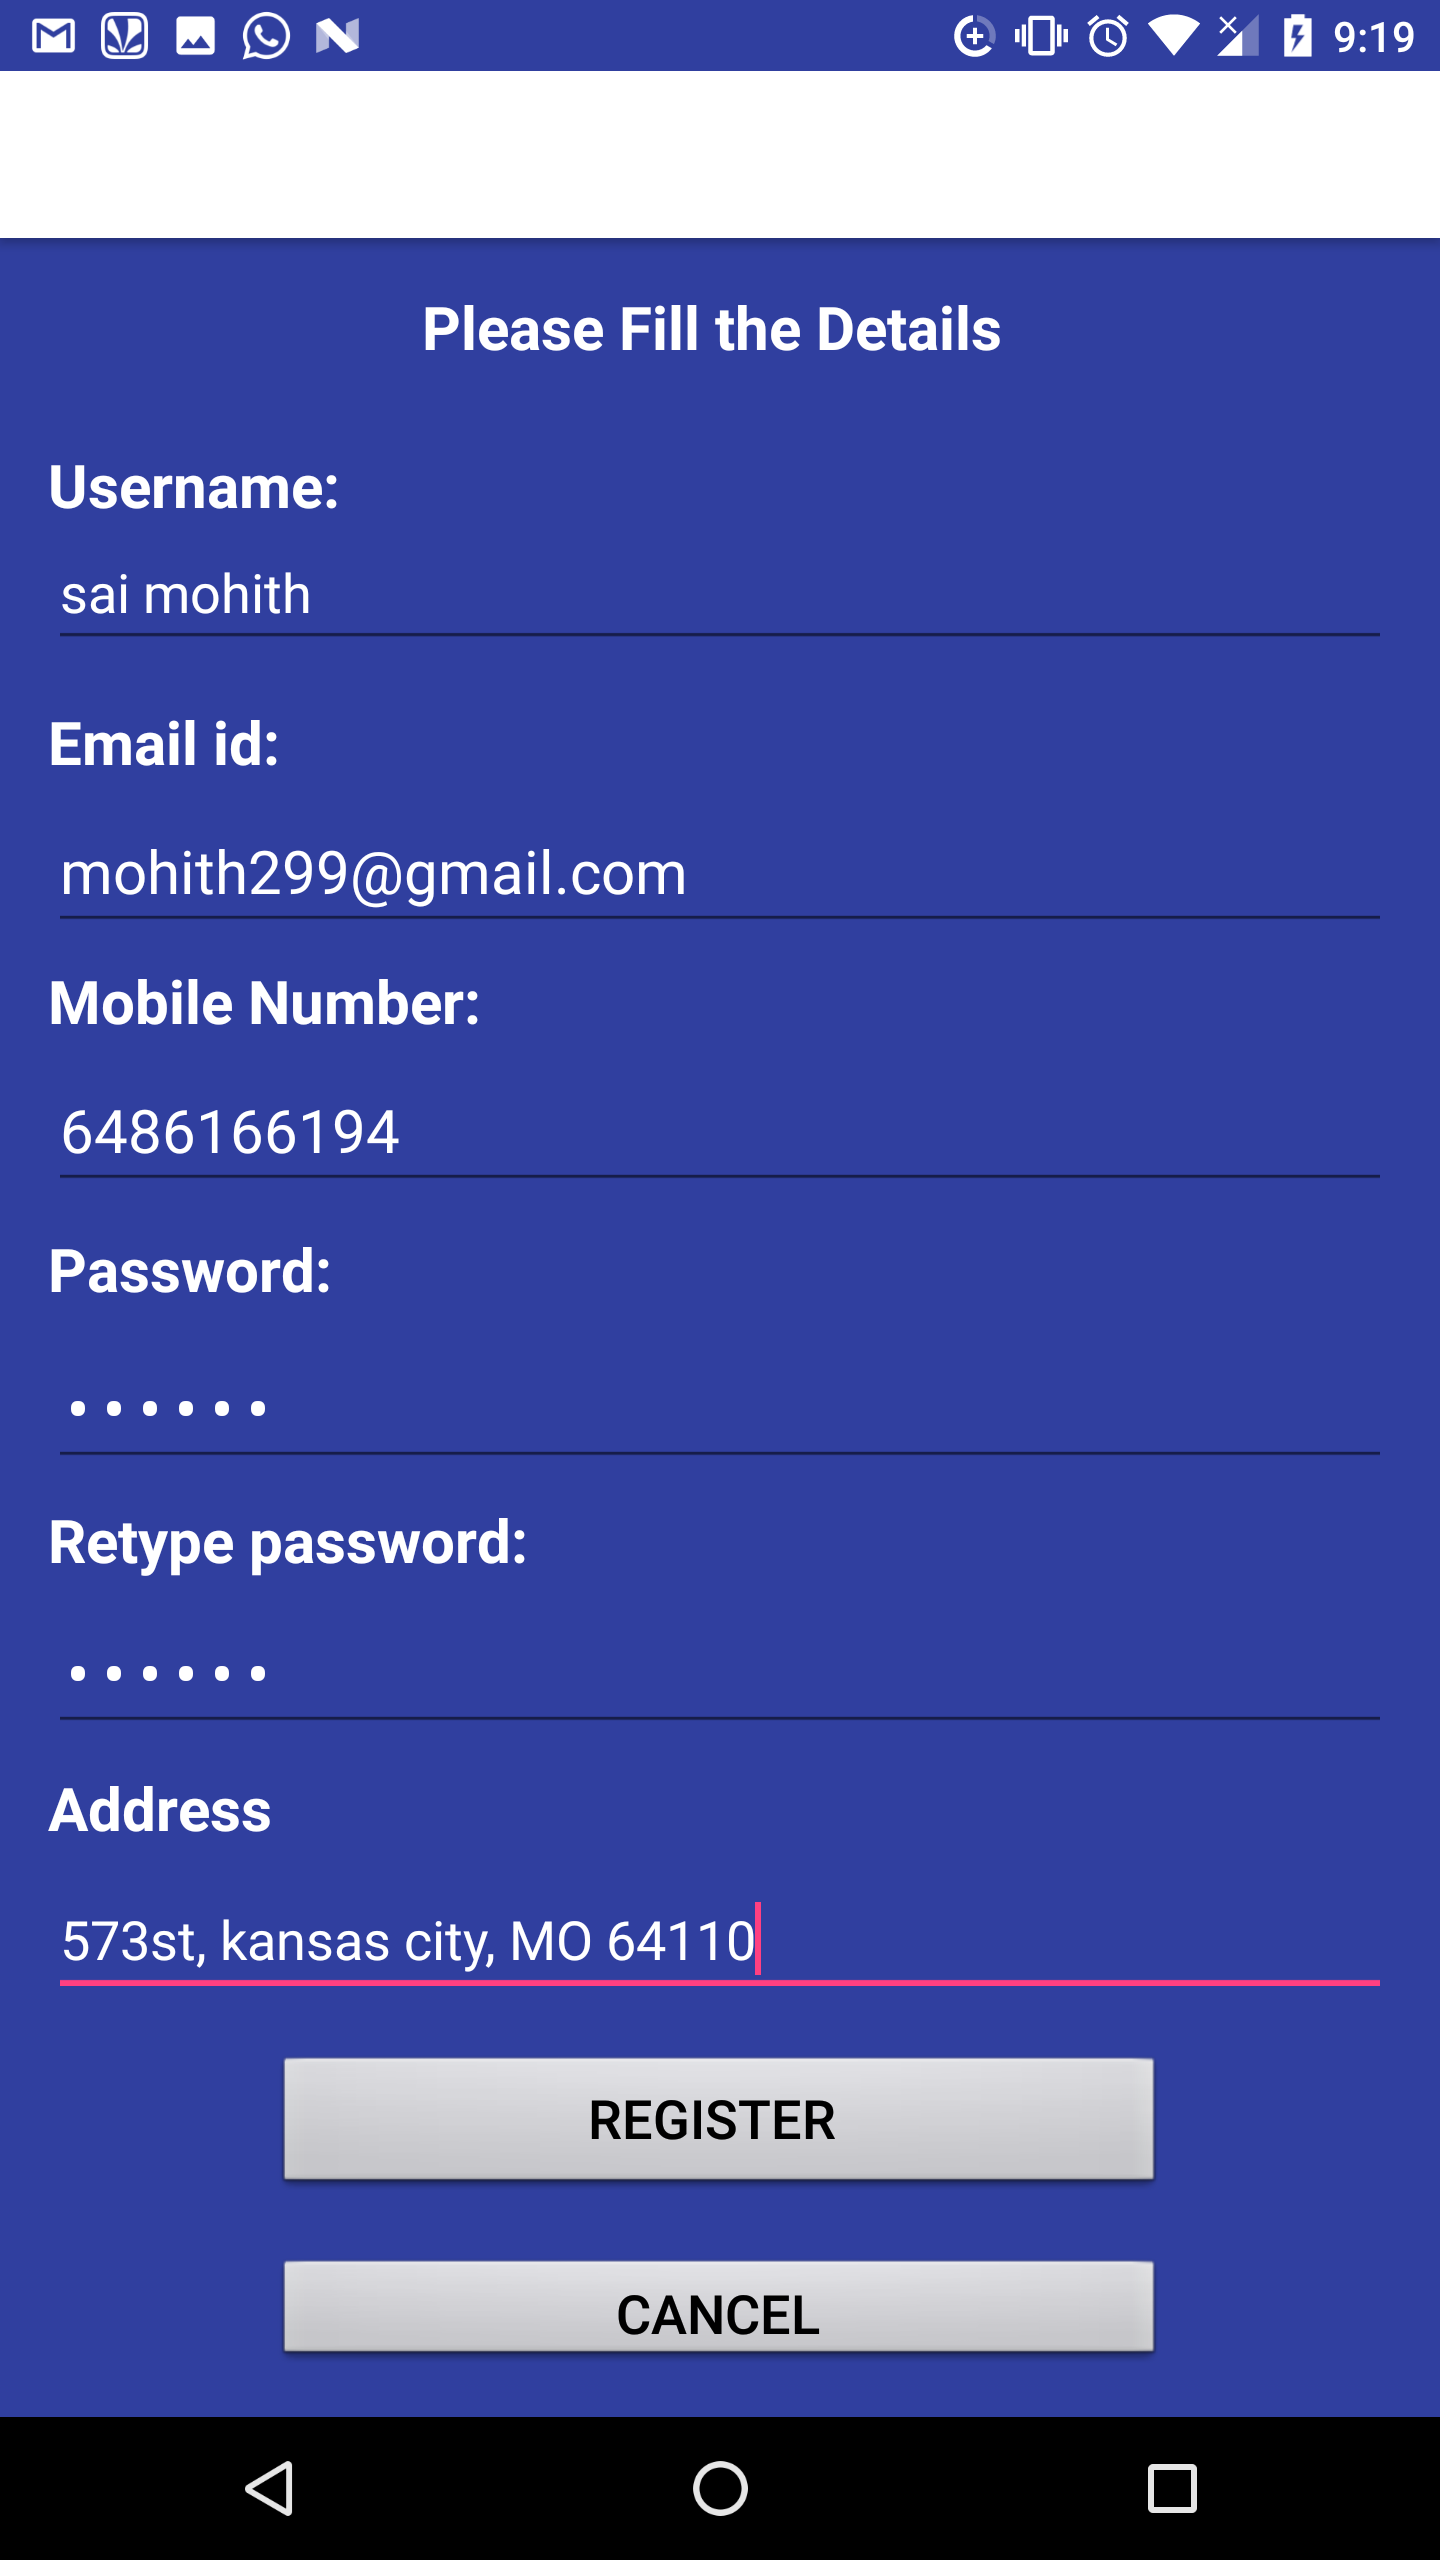 9:19
Please Fill the Details
Username:
sai mohith
Email id:
mohith299@gmail.com
Mobile Number:
6486166194
Password:
••••••
Retype password:
••••••
Address
573st, kansas city, MO 64110
REGISTER
CANCEL